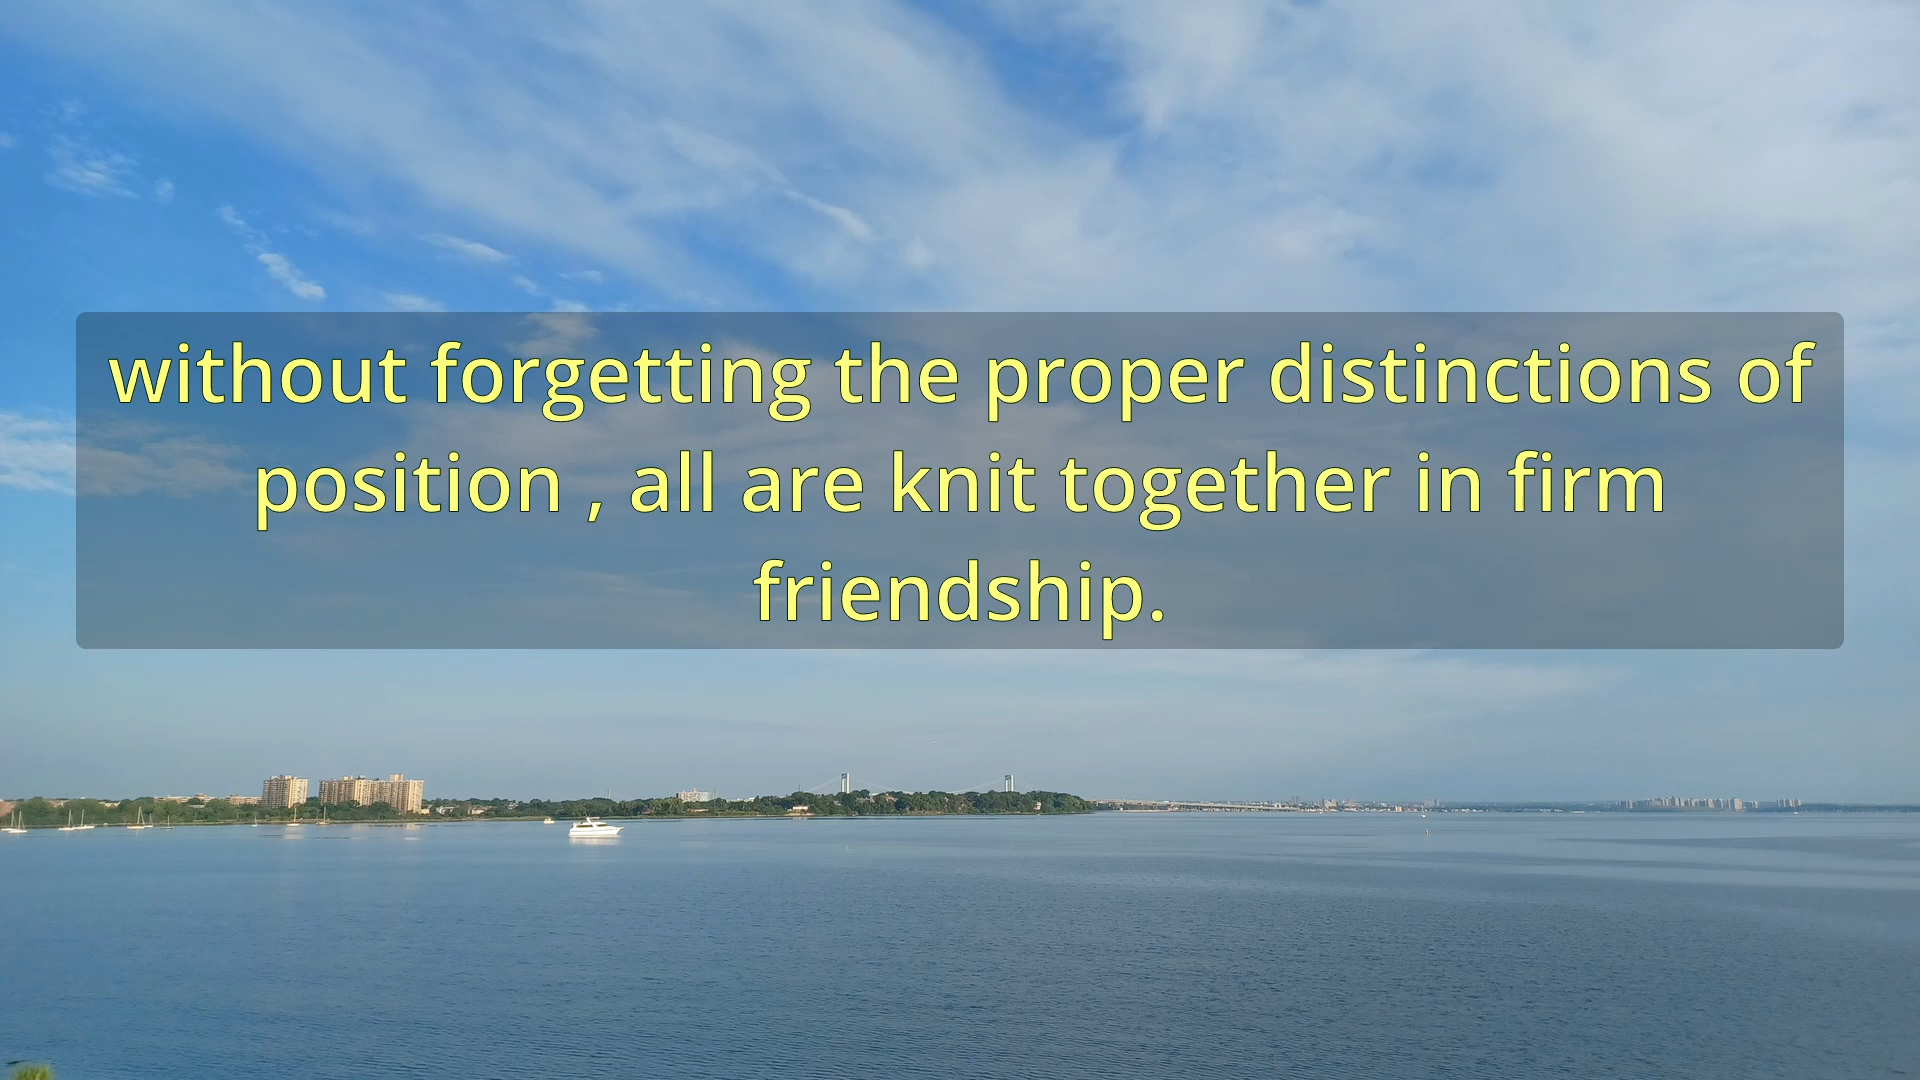 without forgetting the proper distinctions of
position , all are knit together in firm
friendship.